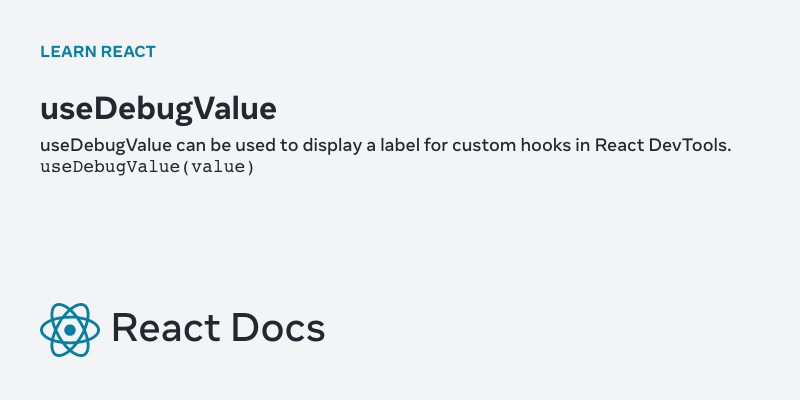 LEARN REACT
useDebugValue
useDebugValue can be used to display a label for custom hooks in React DevTools.
useDebugValue(value)
React Docs